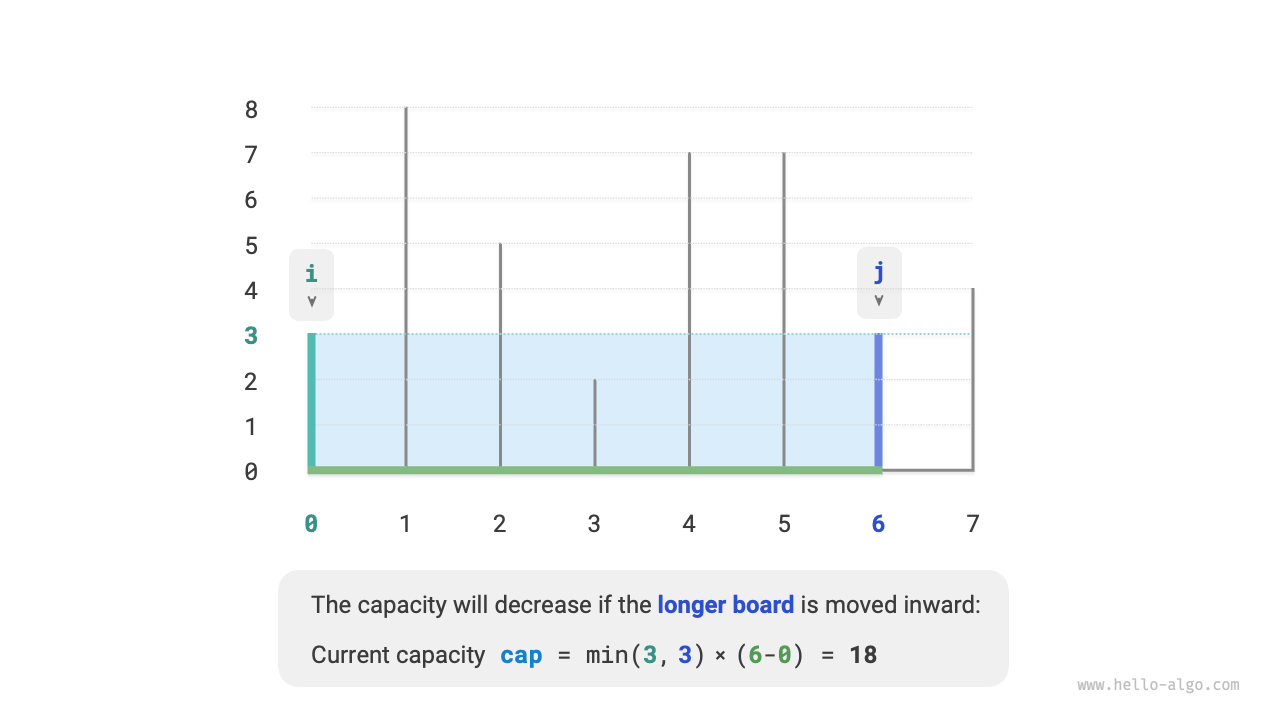 8
7
6
5
i
j
4
3
2
1
0
0 1 2 3 4 5 6 7
The capacity will decrease if the longer board is moved inward:
Current capacity cap = min(3, 3) × (6-0) = 18
www.hello-algo.com